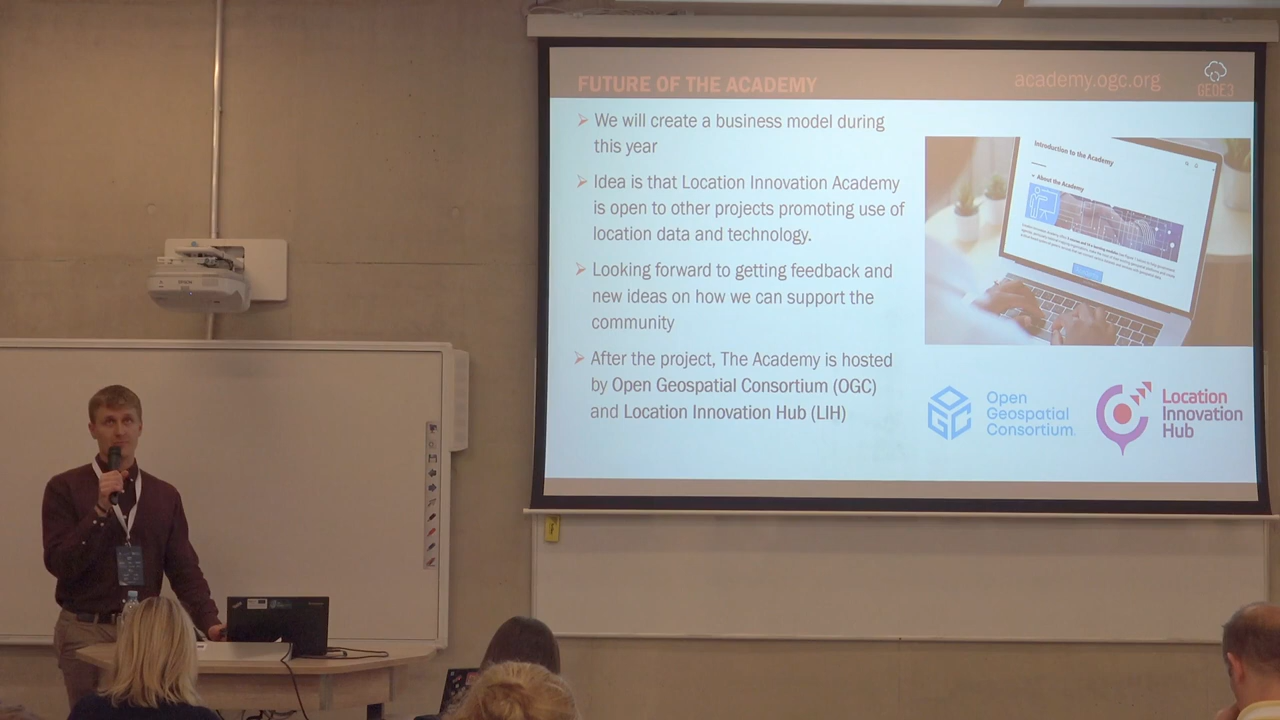 FUTURE OF THE ACADEMY
academy.ogc.org
GEOE3
➢ We will create a business model during
this year
➢ Idea is that Location Innovation Academy
is open to other projects promoting use of
location data and technology.
➢ Looking forward to getting feedback and
new ideas on how we can support the
community
➢ After the project, The Academy is hosted
by Open Geospatial Consortium (OGC)
and Location Innovation Hub (LIH)
Introduction to the Academy
About the Academy
OGC
Open
Geospatial
Consortium.
Location
Innovation
Hub
EPSON